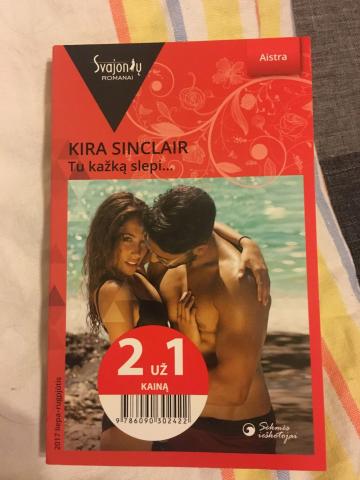 Svajonių
ROMANAI
Aistra
KIRA SINCLAIR
Tu kažką slepi...
2 UŽ 1
KAINĄ
9 786090 302422
2017 liepa-rugpjūtis
Sėkmės
ieškotojai